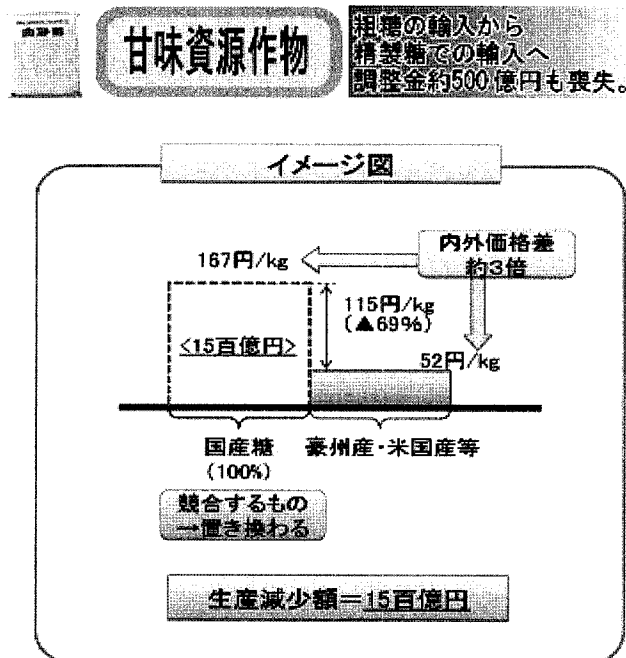 甘味資源作物
粗糖の輸入から
精製糖での輸入へ
調整金約500億円も喪失。
イメージ図
内外価格差
約3倍
167円/kg
115円/kg
(▲69%)
<15百億円>
52円/kg
国産糖
(100%)
豪州産・米国産等
競合するもの
→置き換わる
生産減少額＝15百億円